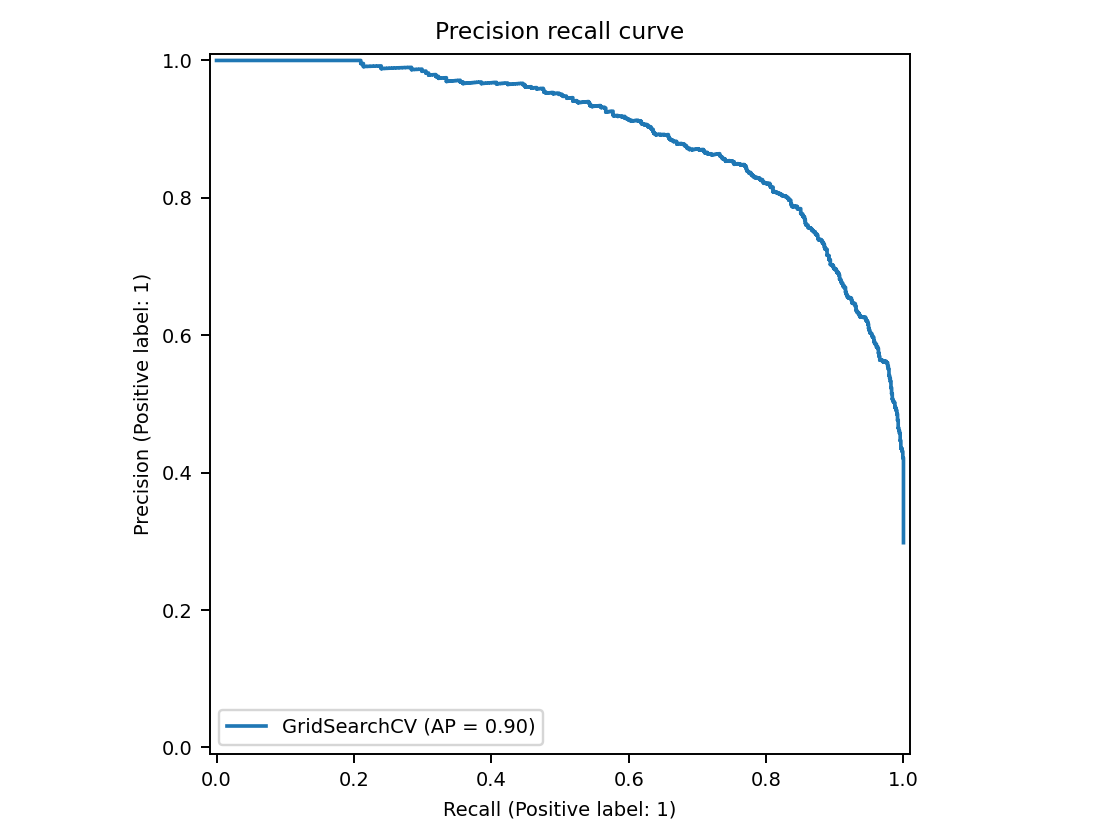 Precision recall curve
1.0
0.8
0.6
0.4
0.2
0.0
Precision (Positive label: 1)
GridSearchCV (AP = 0.90)
0.0 0.2 0.4 0.6 0.8 1.0
Recall (Positive label: 1)